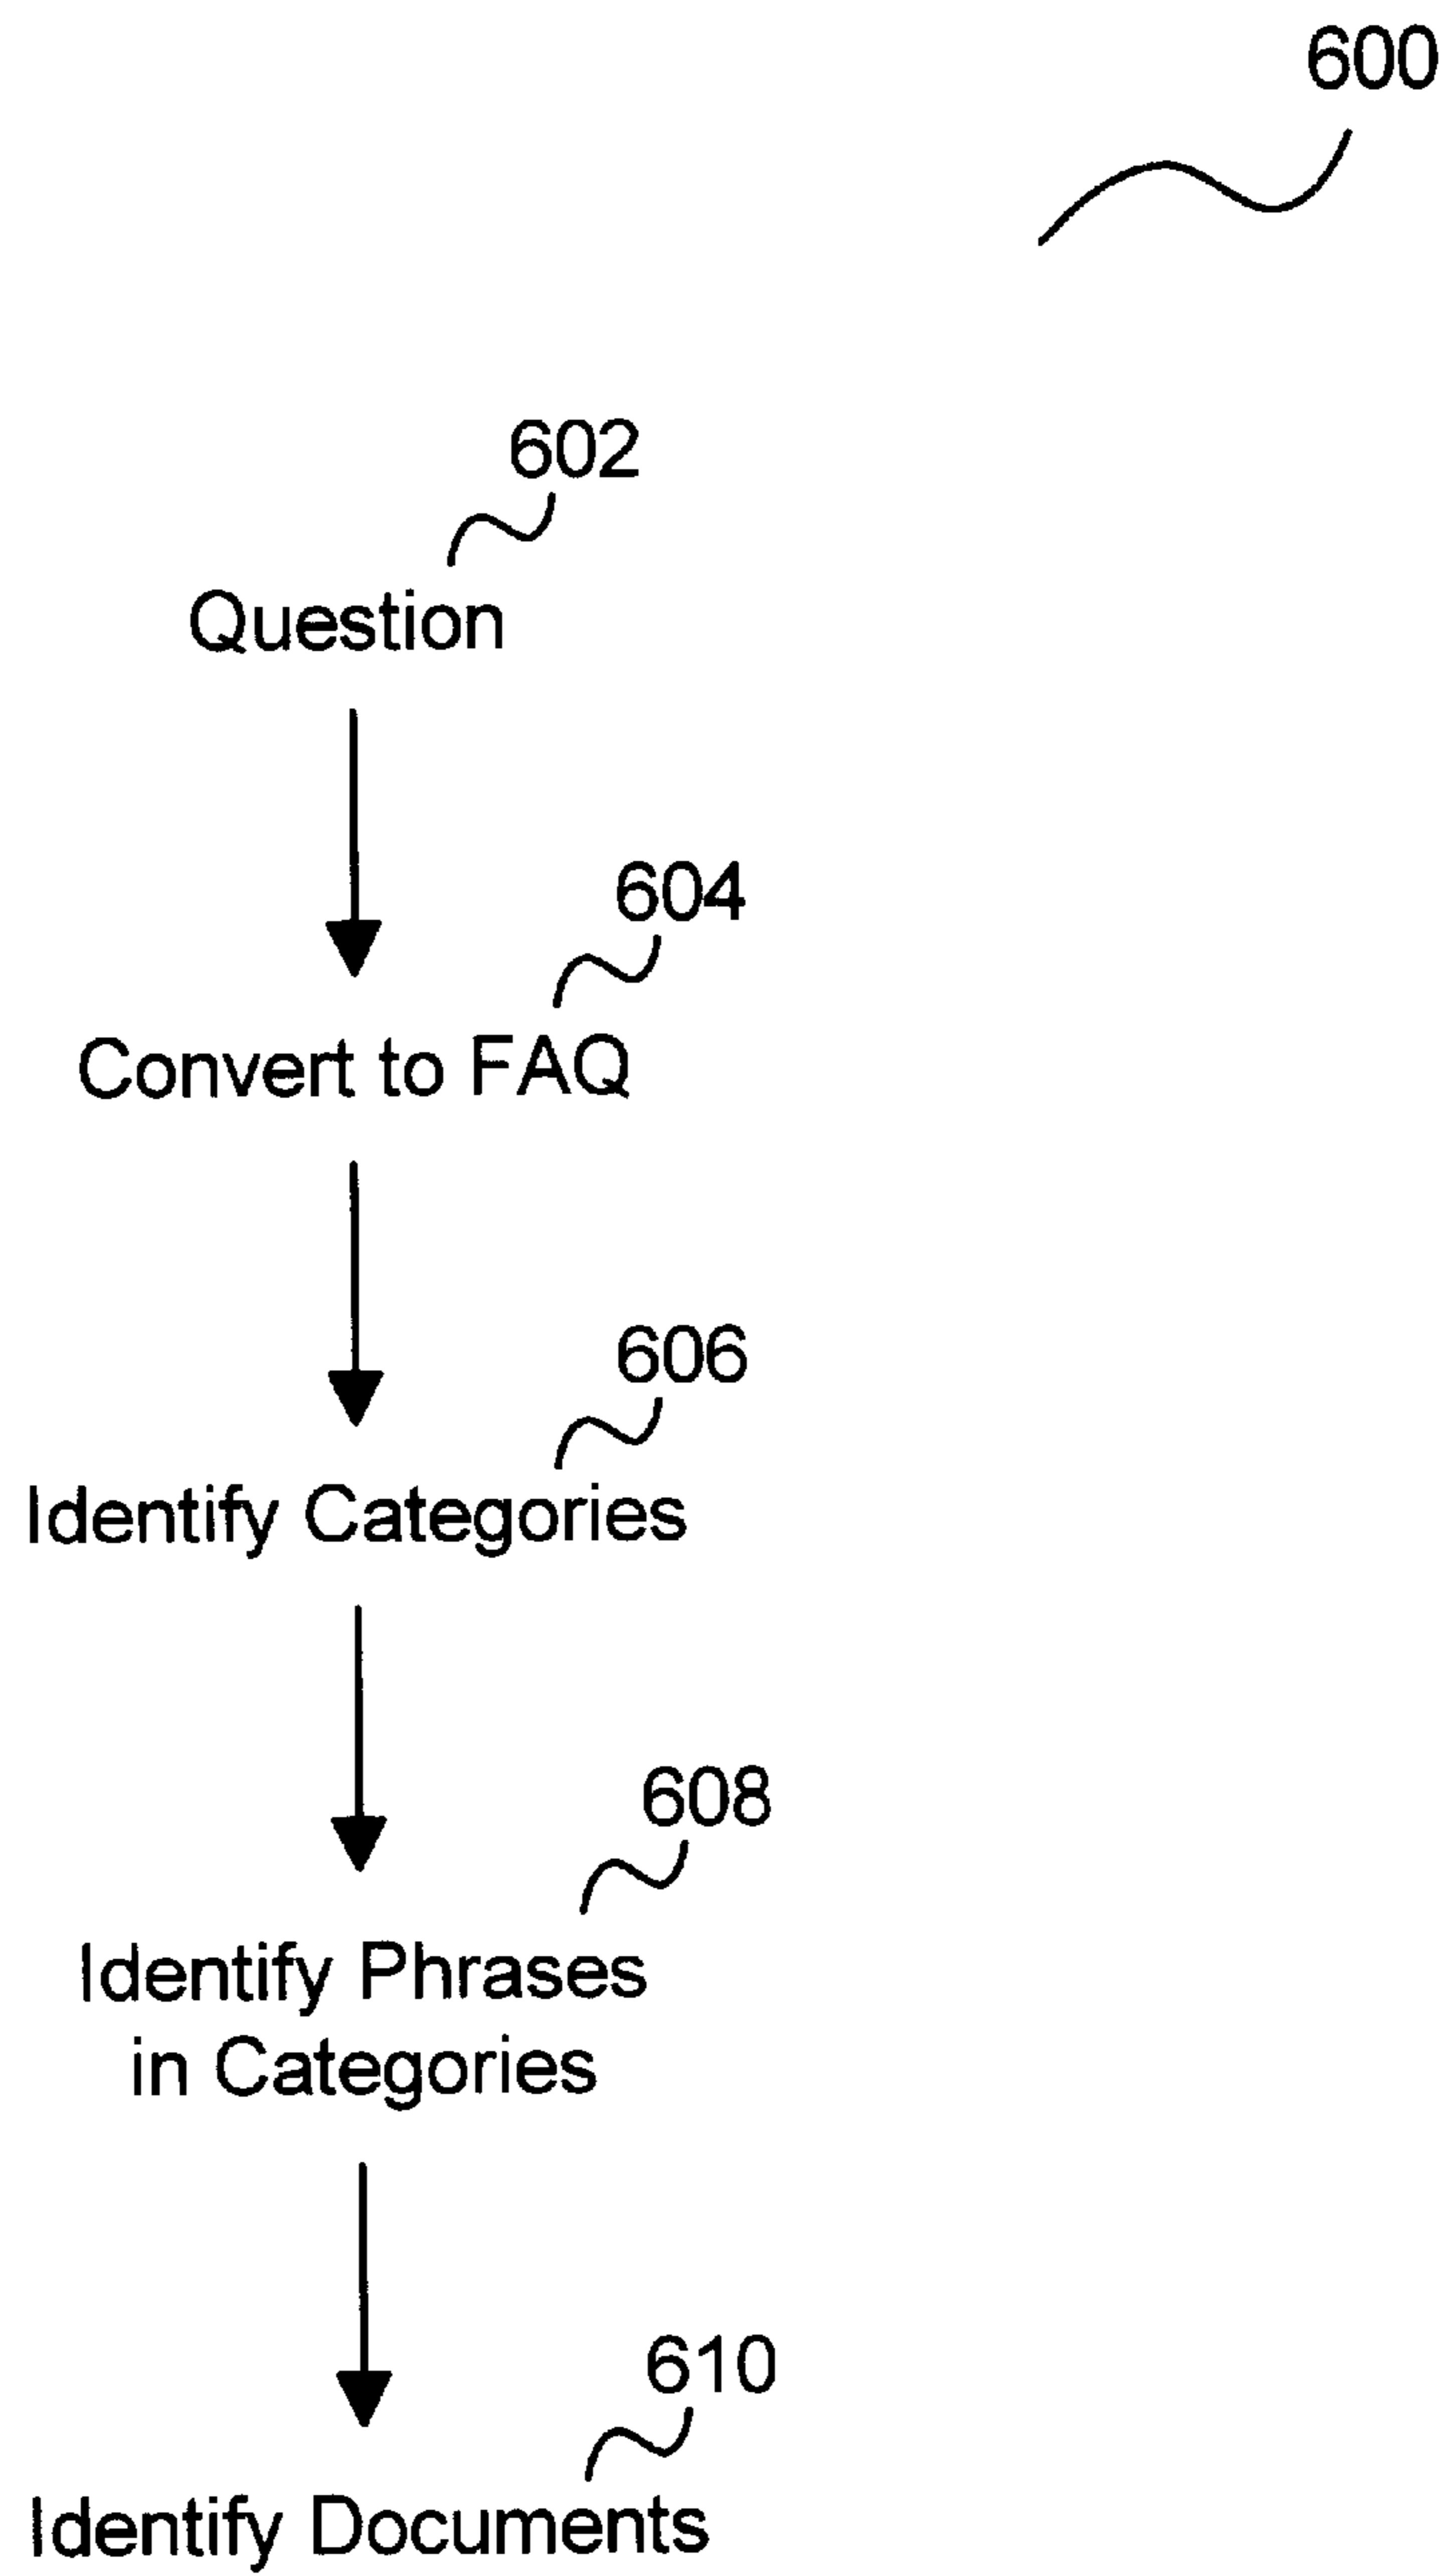 600
602
Question
604
Convert to FAQ
606
Identify Categories
608
Identify Phrases
in Categories
610
Identify Documents